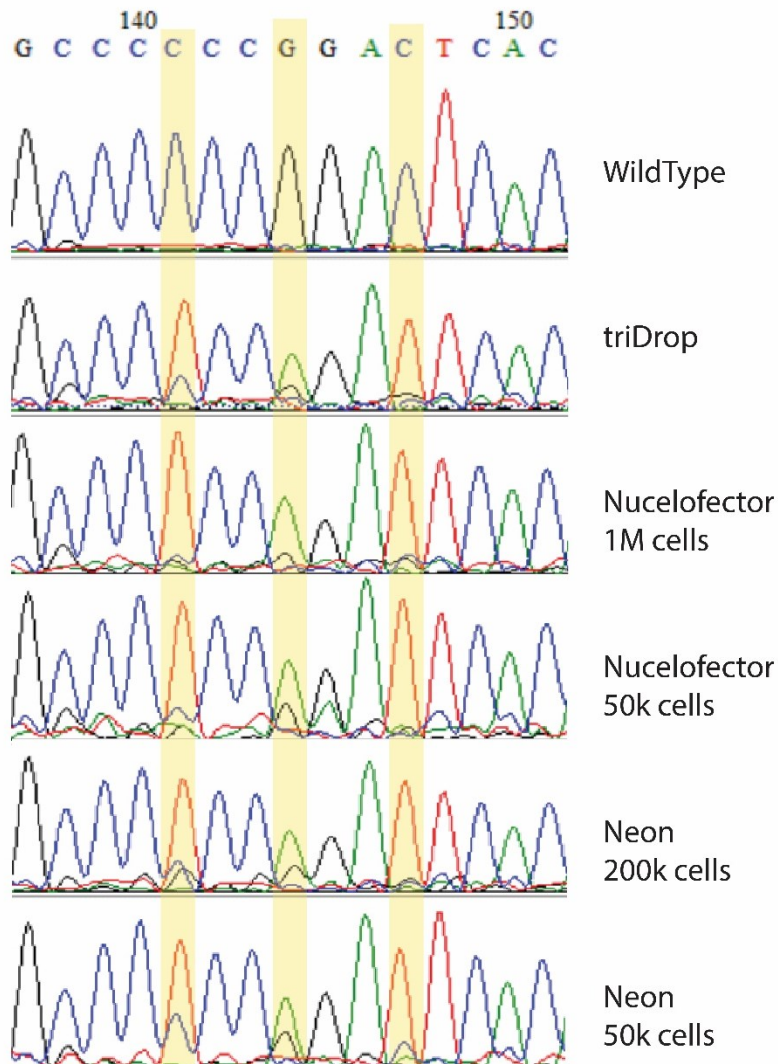 140 150
G C C C C C C G G A C T C A C
WildType
triDrop
Nucelofector
1M cells
Nucelofector
50k cells
Neon
200k cells
Neon
50k cells